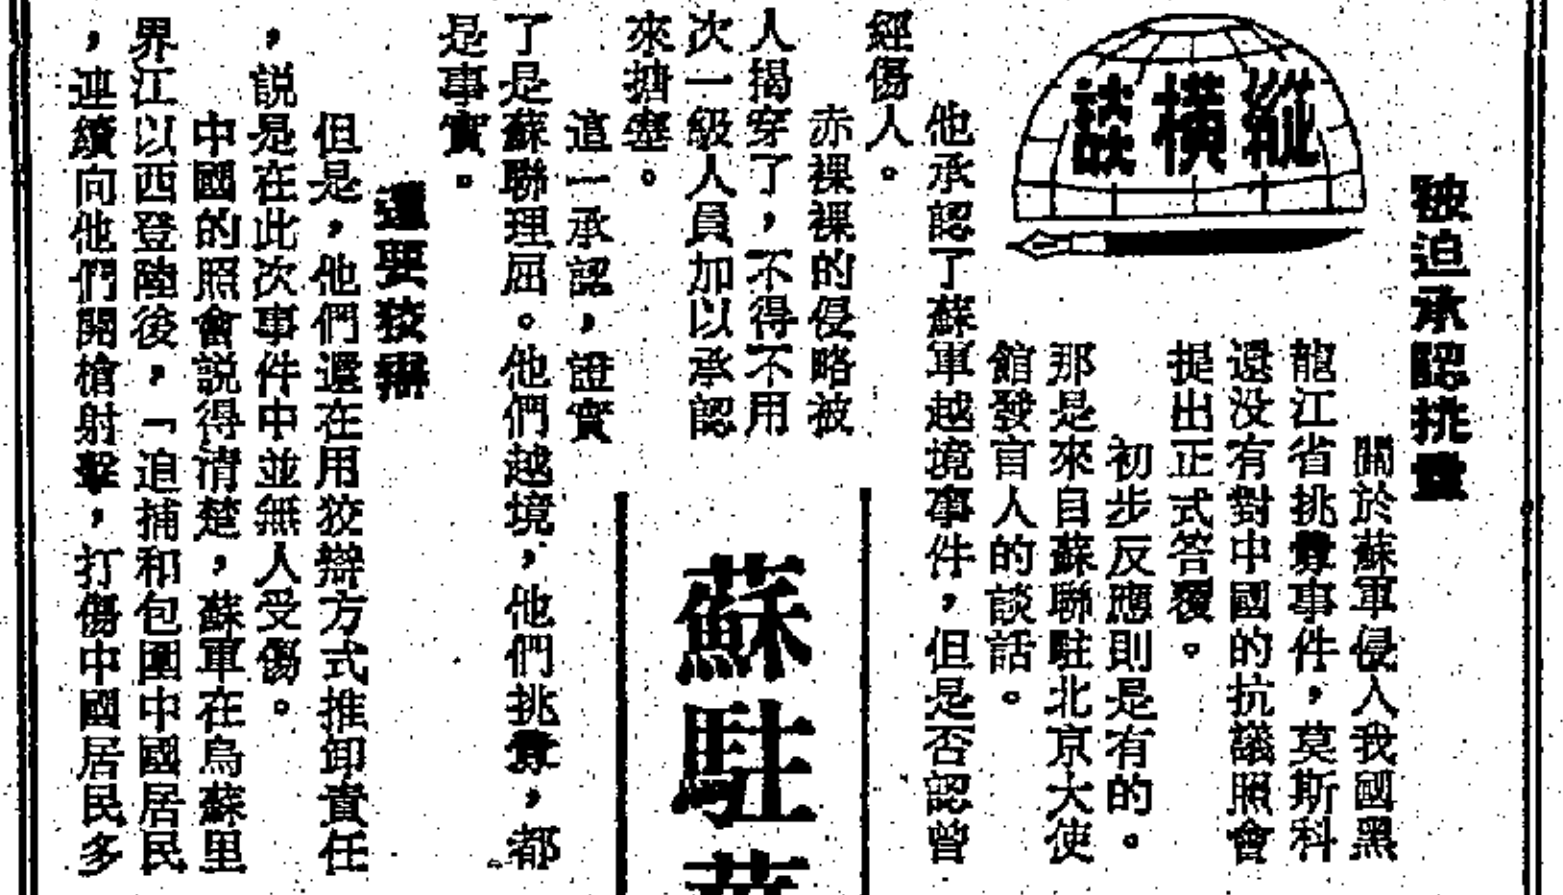 被迫承認挑釁
縱橫談
關於蘇軍侵入我國黑
龍江省挑釁事件，莫斯科
還没有對中國的抗議照會
提出正式答覆。
初步反應則是有的。
那是來自蘇聯駐北京大使
館發言人的談話。
他承認了蘇軍越境事件，但是否認曾
經傷人。
赤裸裸的侵略被
人揭穿了，不得不用
次一級人員加以承認
來搪塞。
這一承認，證實
了是蘇聯理屈。他們越境，他們挑釁，都
是事實。
蘇駐
還要狡辯
但是，他們還在用狡辯方式推卸責任
，説是在此次事件中並無人受傷。
中國的照會説得清楚，蘇軍在烏蘇里
界江以西登陸後，「追捕和包圍中國居民
，連續向他們開槍射擊，打傷中國居民多